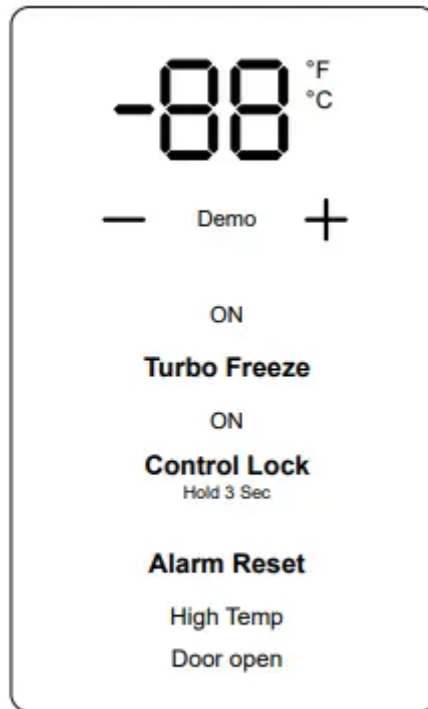 -88 °F
°C
— Demo +
ON
Turbo Freeze
ON
Control Lock
Hold 3 Sec
Alarm Reset
High Temp
Door open